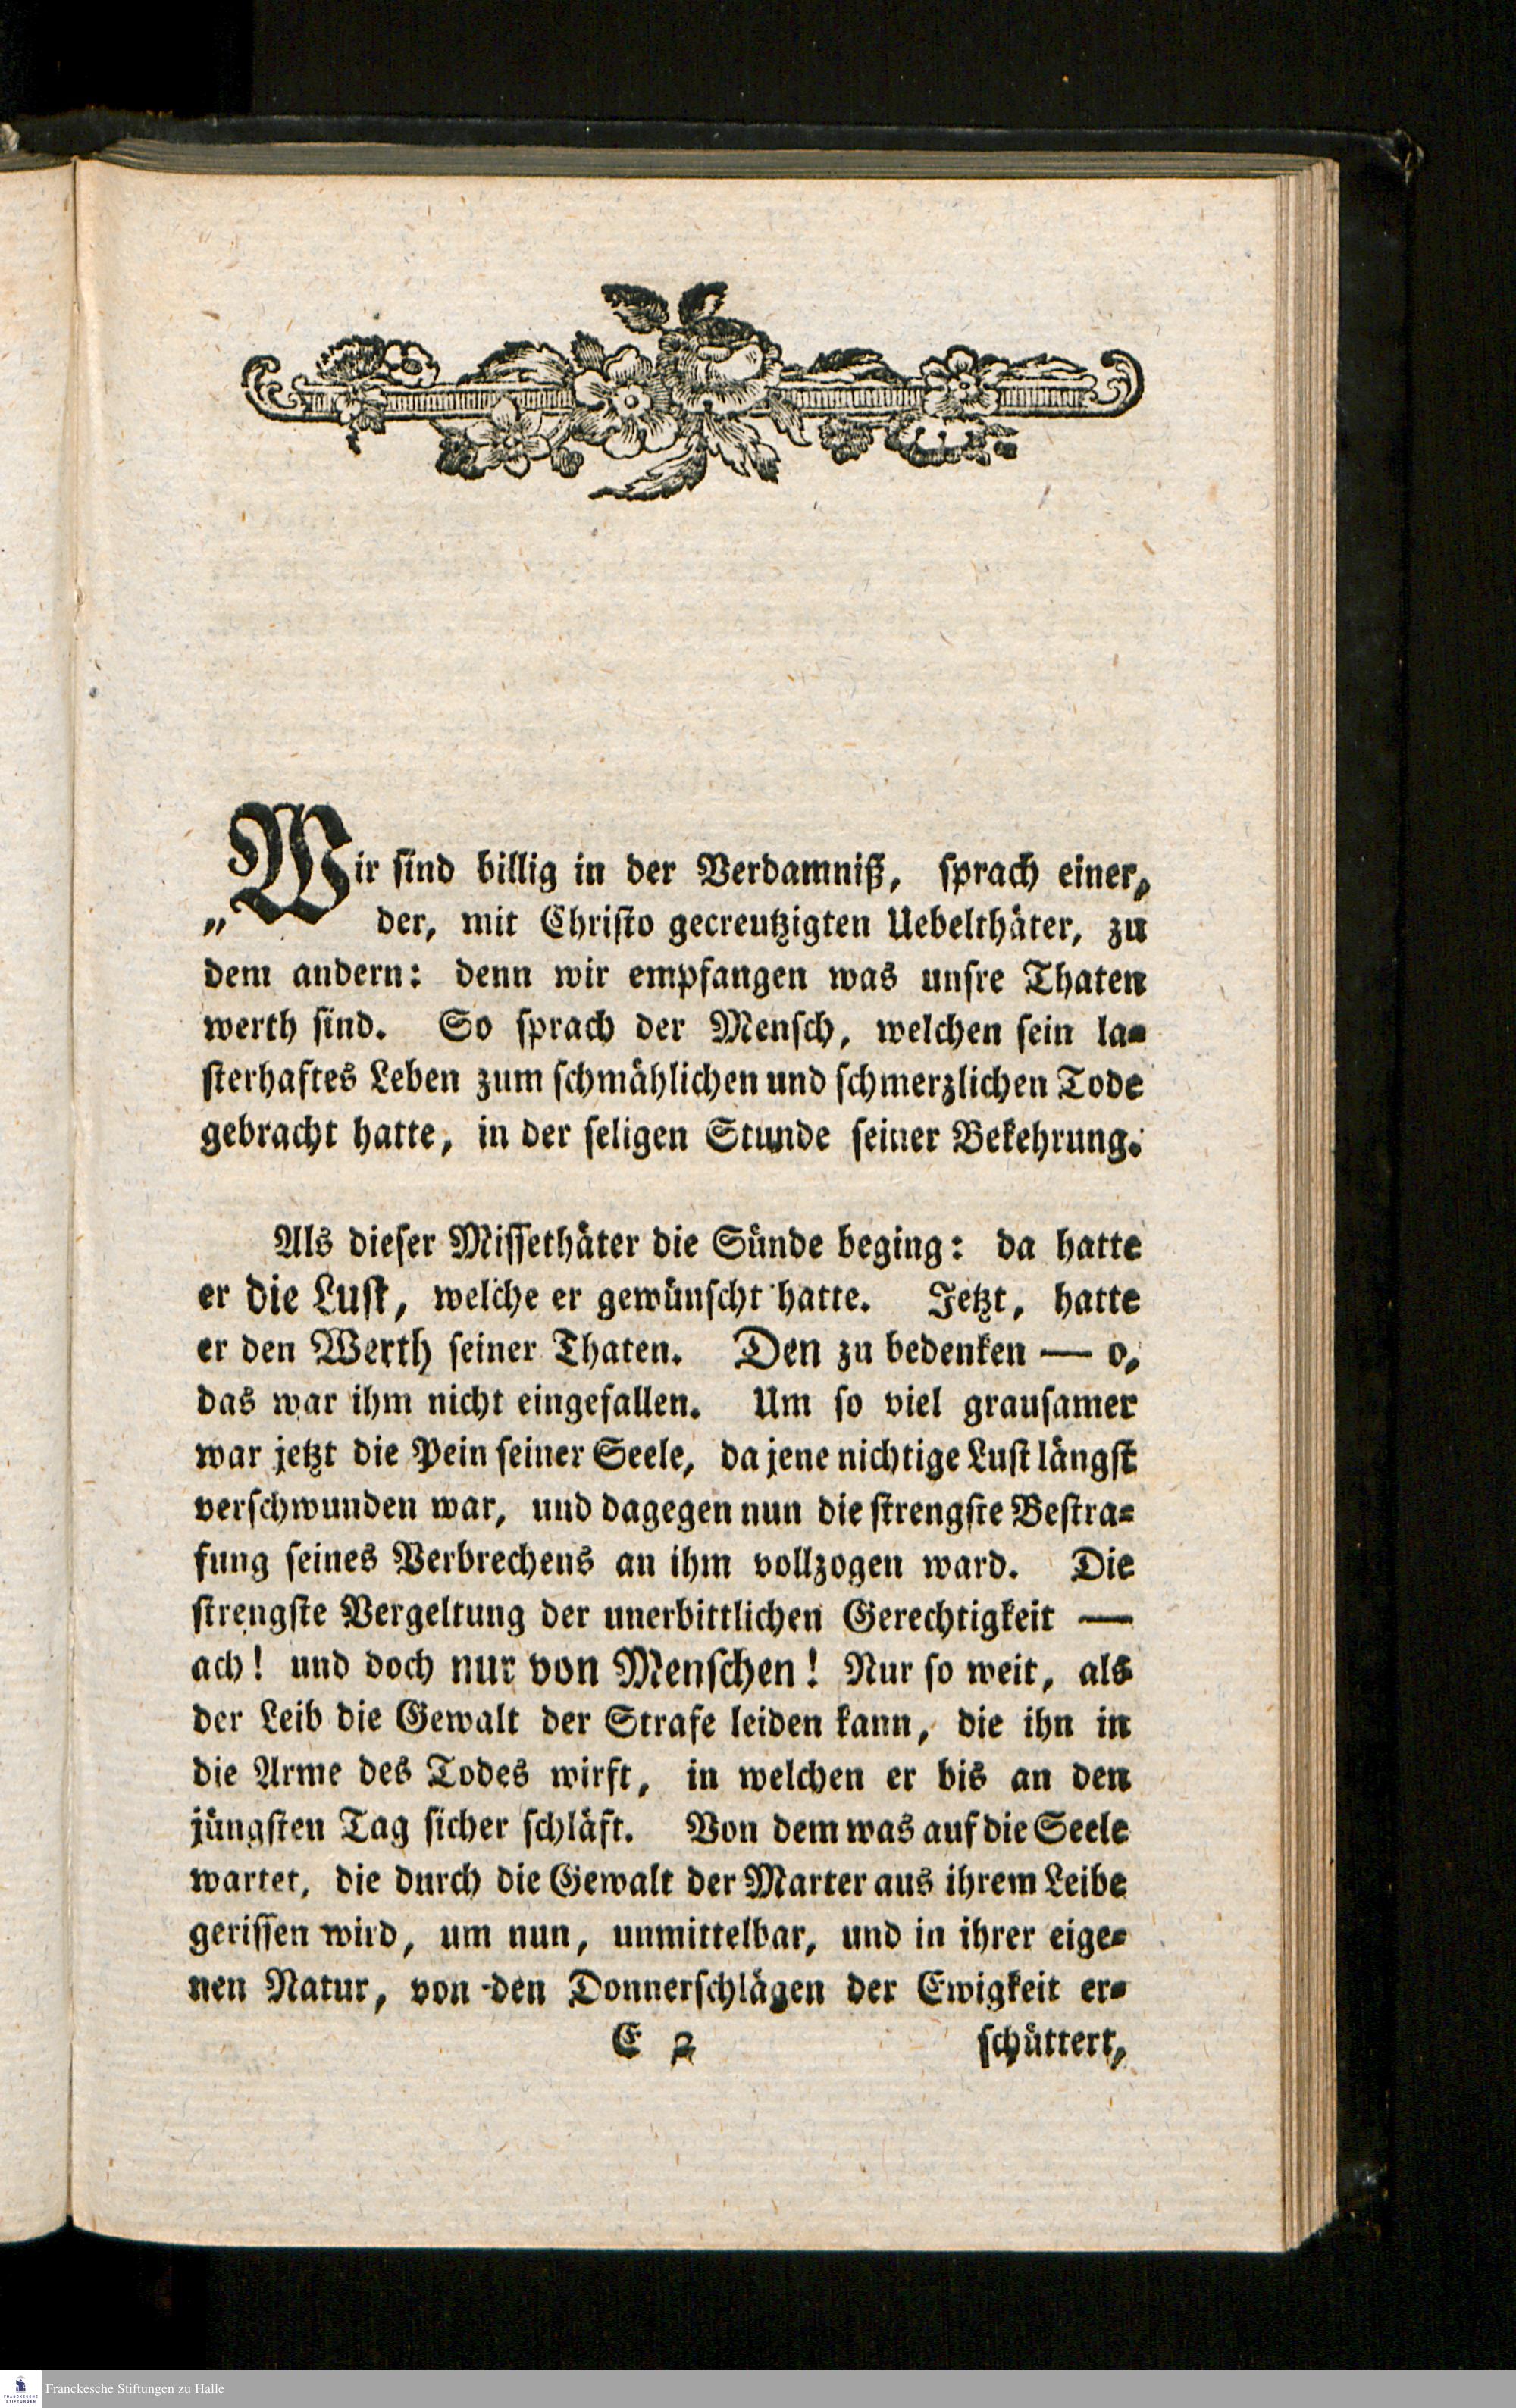 „Wir sind billig in der Verdamniß, sprach einer,
der, mit Christo gecreutzigten Uebelthäter, zu
dem andern: denn wir empfangen was unsre Thaten
werth sind. So sprach der Mensch, welchen sein la-
sterhaftes Leben zum schmählichen und schmerzlichen Tode
gebracht hatte, in der seligen Stunde seiner Bekehrung.
Als dieser Missethäter die Sünde beging: da hatte
er die Lust, welche er gewünscht hatte. Jetzt, hatte
er den Werth seiner Thaten. Den zu bedenken — o,
das war ihm nicht eingefallen. Um so viel grausamer
war jetzt die Pein seiner Seele, da jene nichtige Lust längst
verschwunden war, und dagegen nun die strengste Bestra-
fung seines Verbrechens an ihm vollzogen ward. Die
strengste Vergeltung der unerbittlichen Gerechtigkeit —
ach! und doch nur von Menschen! Nur so weit, als
der Leib die Gewalt der Strafe leiden kann, die ihn in
die Arme des Todes wirft, in welchen er bis an den
jüngsten Tag sicher schläft. Von dem was auf die Seele
wartet, die durch die Gewalt der Marter aus ihrem Leibe
gerissen wird, um nun, unmittelbar, und in ihrer eige-
nen Natur, von den Donnerschlägen der Ewigkeit er-
E 2 schüttert,
FRANCKESCHE STIFTUNGEN
Franckesche Stiftungen zu Halle